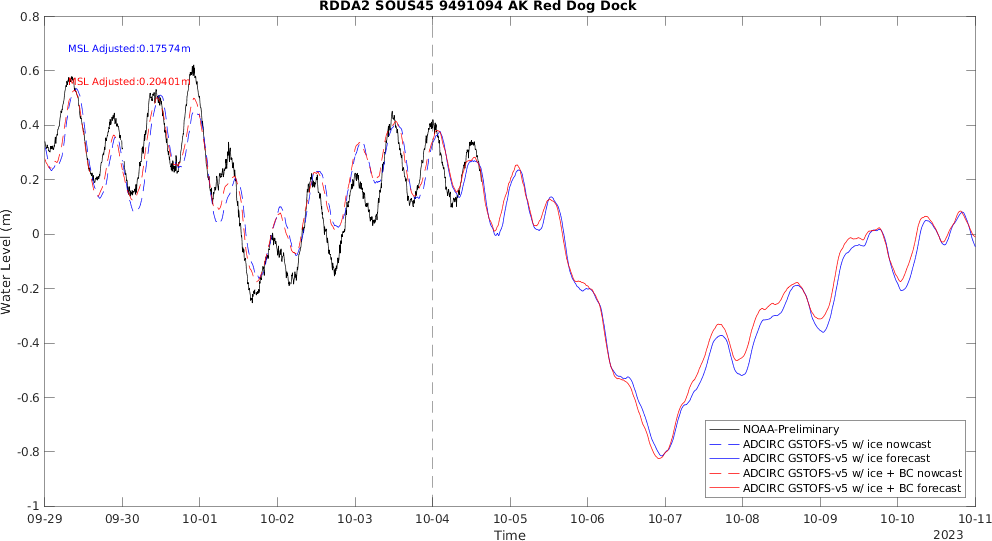 RDDA2 SOUS45 9491094 AK Red Dog Dock
0.8
0.6
0.4
0.2
0
-0.2
-0.4
-0.6
-0.8
-1
Water Level (m)
MSL Adjusted:0.17574m
MSL Adjusted:0.20401m
NOAA-Preliminary
ADCIRC GSTOFS-v5 w/ ice nowcast
ADCIRC GSTOFS-v5 w/ ice forecast
ADCIRC GSTOFS-v5 w/ ice + BC nowcast
ADCIRC GSTOFS-v5 w/ ice + BC forecast
09-29 09-30 10-01 10-02 10-03 10-04 10-05 10-06 10-07 10-08 10-09 10-10 10-11
Time
2023